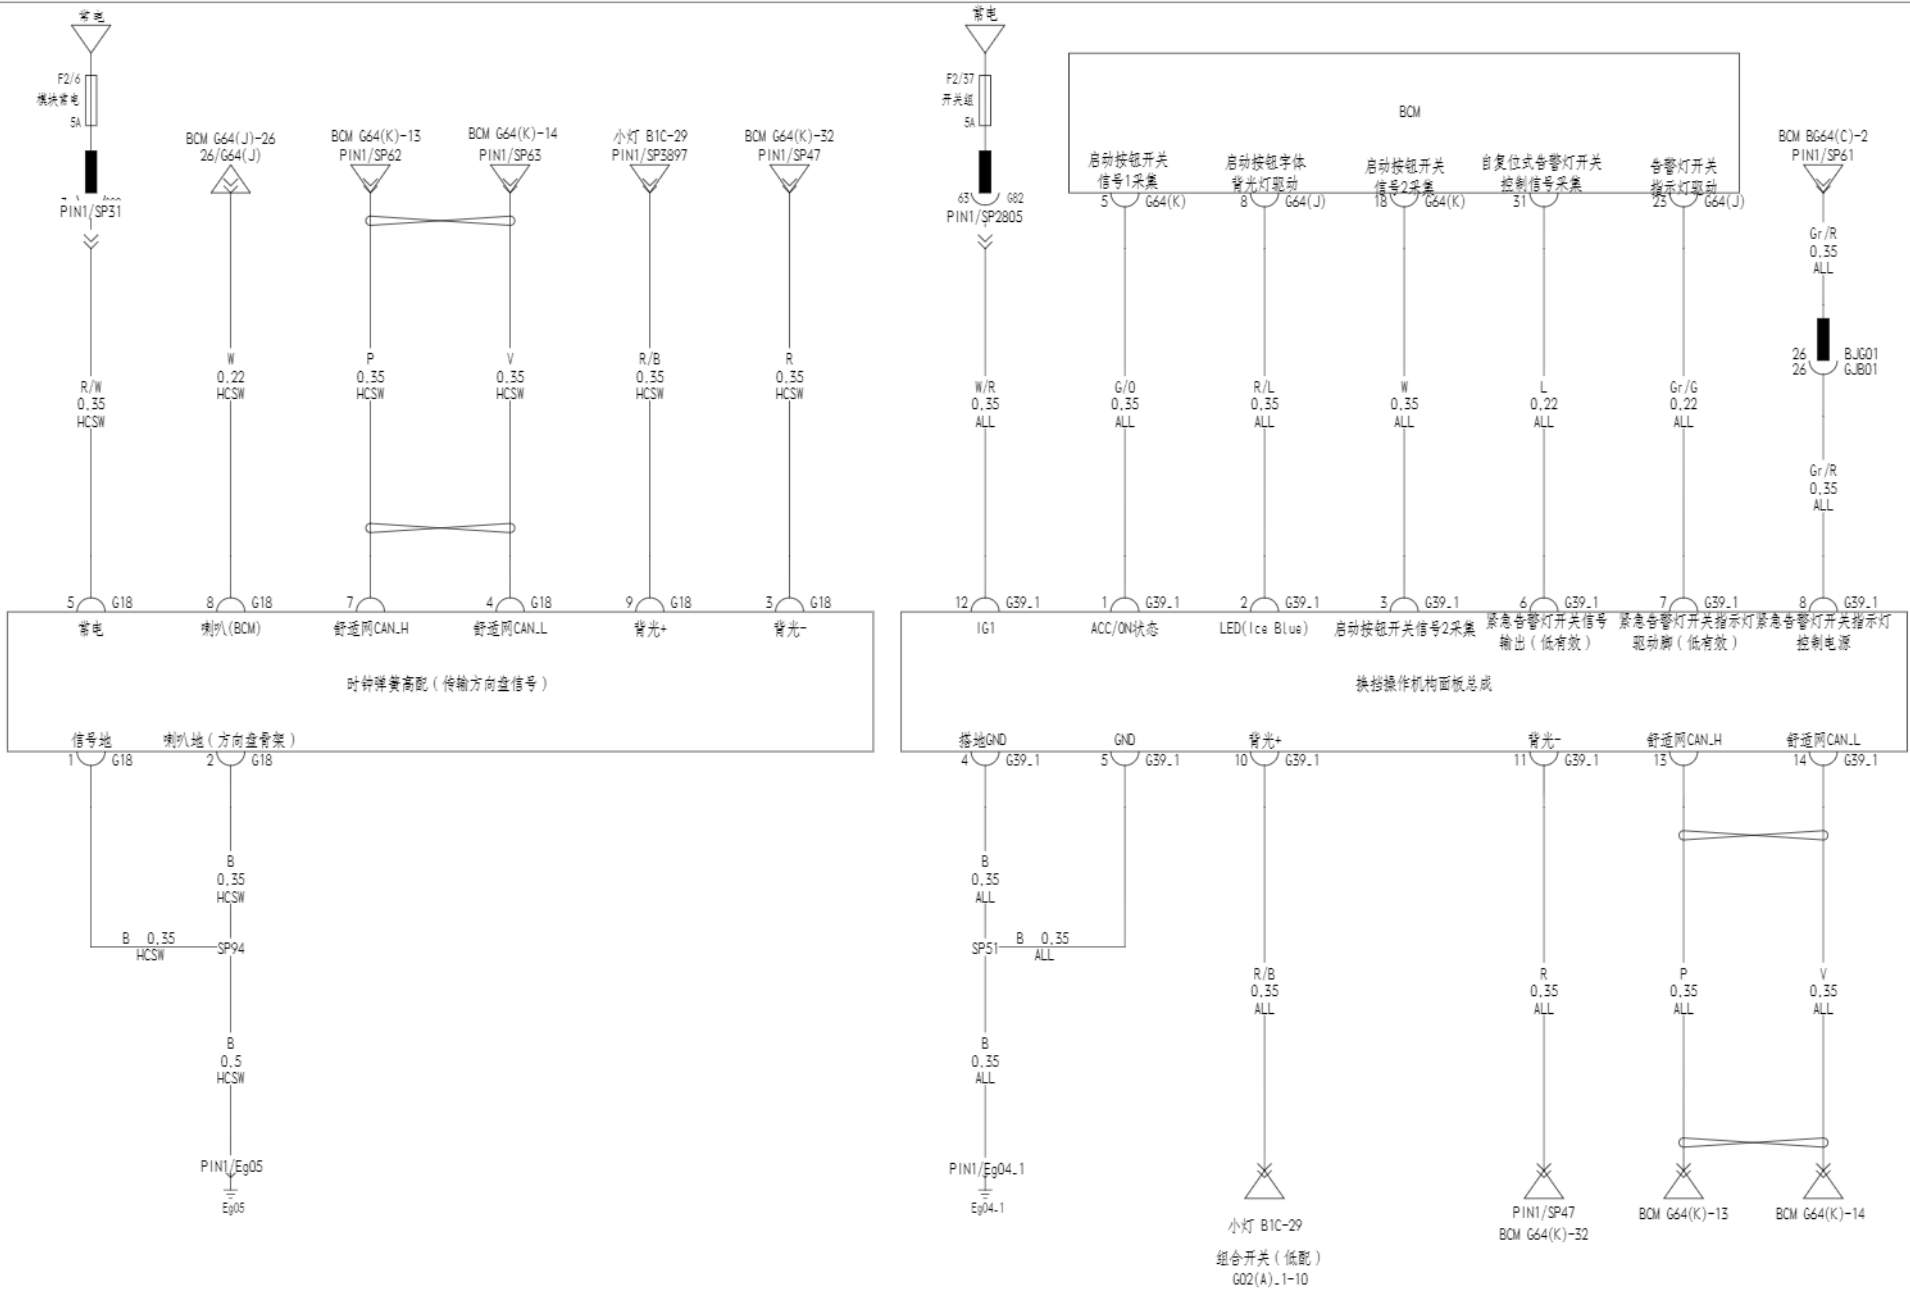 常电
F2/6
模块常电
5A
PIN1/SP31
BCM G64(J)-26
26/G64(J)
BCM G64(K)-13
PIN1/SP62
BCM G64(K)-14
PIN1/SP63
小灯 B1C-29
PIN1/SP3897
BCM G64(K)-32
PIN1/SP47
R/W
0.35
HCSW
W
0.22
HCSW
P
0.35
HCSW
V
0.35
HCSW
R/B
0.35
HCSW
R
0.35
HCSW
5 G18
8 G18
7
4 G18
9 G18
3 G18
常电
喇叭(BCM)
舒适网CAN_H
舒适网CAN_L
背光+
背光-
时钟弹簧高配(传输方向盘信号)
信号地
喇叭地(方向盘骨架)
1 G18
2 G18
B
0.35
HCSW
B 0.35
HCSW
SP94
B
0.5
HCSW
PIN1/Eg05
Eg05
常电
F2/37
开关组
5A
63 G82
PIN1/SP2805
BCM
启动按钮开关
信号1采集
启动按钮字体
背光灯驱动
启动按钮开关
信号2采集
自复位式告警灯开关
控制信号采集
告警灯开关
指示灯驱动
5 G64(K)
8 G64(J)
18 G64(K)
31
23 G64(J)
BCM BG64(C)-2
PIN1/SP61
Gr/R
0.35
ALL
26 BJG01
26 GJB01
W/R
0.35
ALL
G/O
0.35
ALL
R/L
0.35
ALL
W
0.35
ALL
L
0.22
ALL
Gr/G
0.22
ALL
Gr/R
0.35
ALL
12 G39_1
1 G39_1
2 G39_1
3 G39_1
6 G39_1
7 G39_1
8 G39_1
IG1
ACC/ON状态
LED(Ice Blue)
启动按钮开关信号2采集
紧急告警灯开关信号
输出(低有效)
紧急告警灯开关指示灯
驱动脚(低有效)
紧急告警灯开关指示灯
控制电源
换挡操作机构面板总成
搭地GND
GND
背光+
背光-
舒适网CAN_H
舒适网CAN_L
4 G39_1
5 G39_1
10 G39_1
11 G39_1
13
14 G39_1
B
0.35
ALL
SP51
B 0.35
ALL
B
0.35
ALL
PIN1/Eg04_1
Eg04_1
R/B
0.35
ALL
R
0.35
ALL
P
0.35
ALL
V
0.35
ALL
小灯 B1C-29
组合开关(低配)
G02(A)_1-10
PIN1/SP47
BCM G64(K)-32
BCM G64(K)-13
BCM G64(K)-14